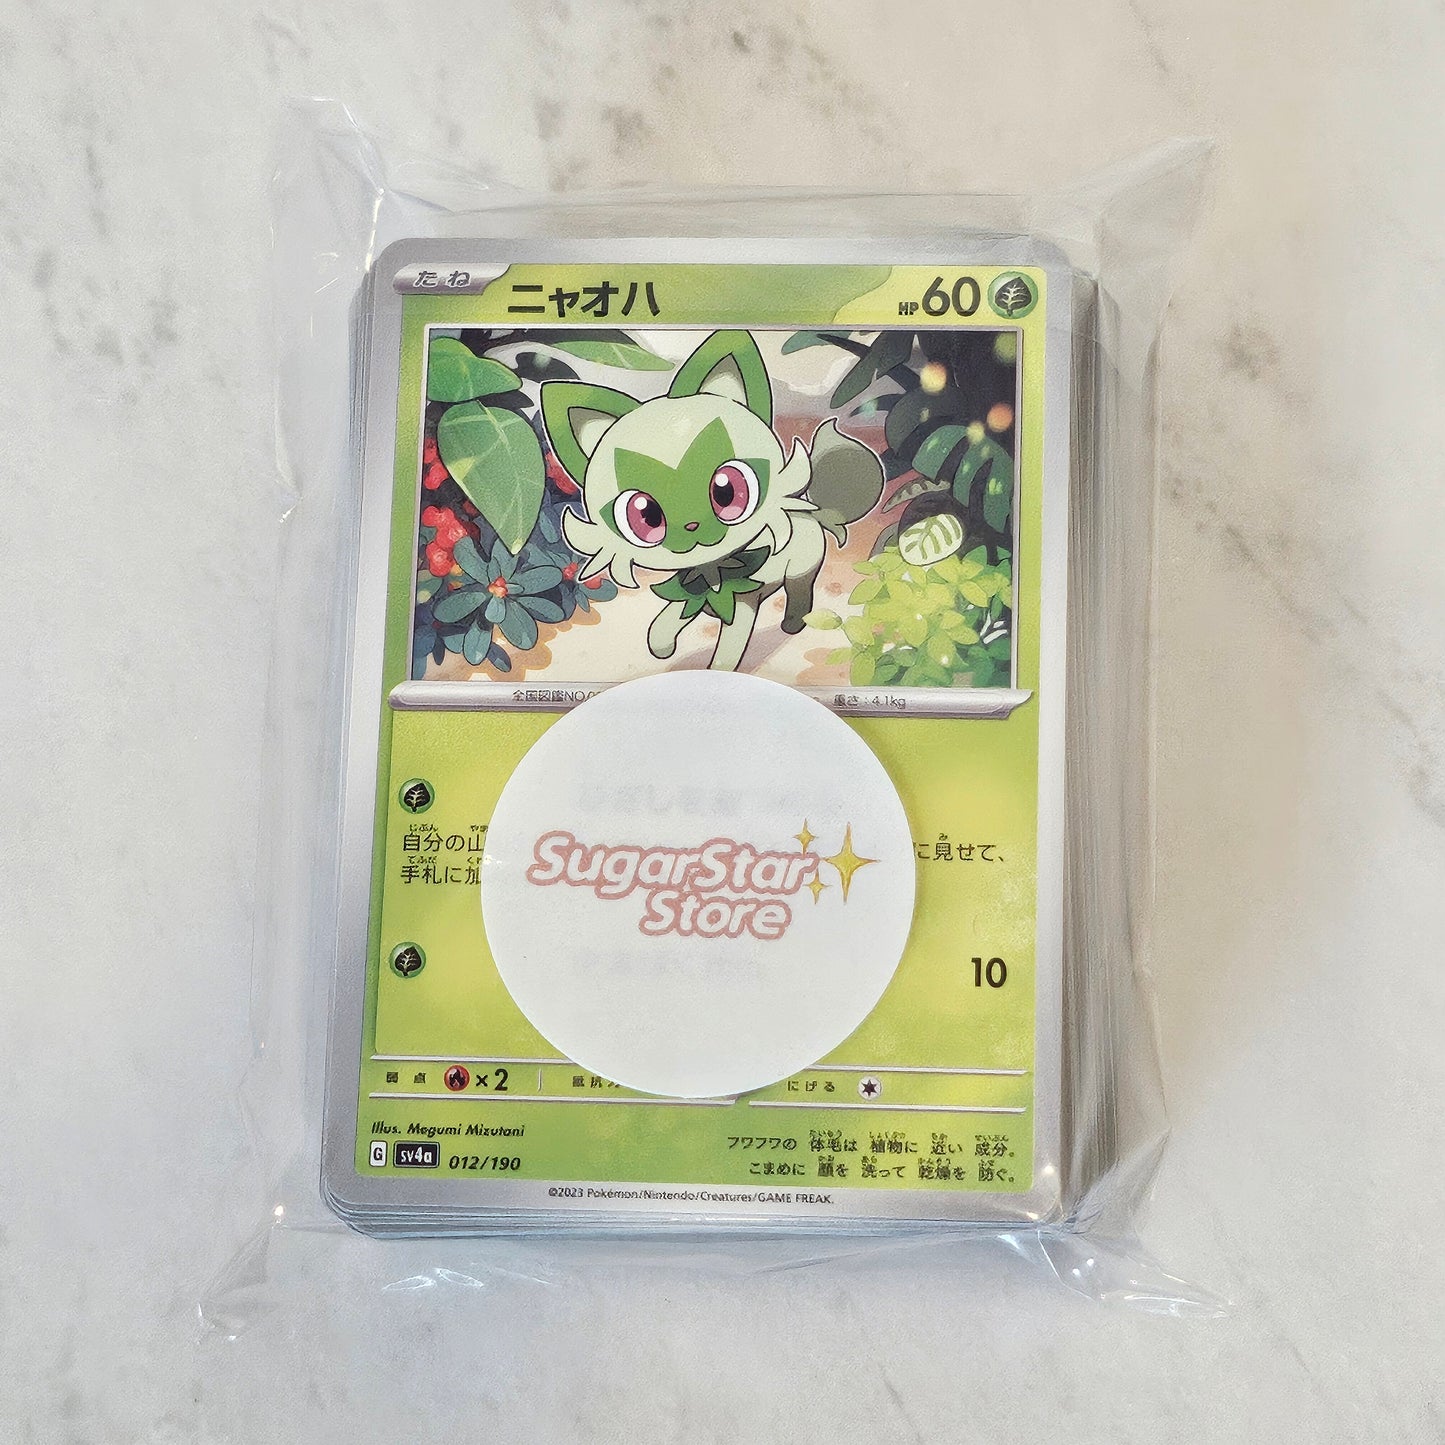 たね
ニャオハ
HP60
全国図鑑NO.
重さ：4.1kg
自分の山
に見せて、
手札に加
SugarStar
Store
10
弱点 ×2
抵抗力
にげる
Illus. Megumi Mizutani
G sv4a 012/190
フワフワの 体毛は 植物に 近い 成分。
こまめに 顔を 洗って 乾燥を 防ぐ。
©2023 Pokémon/Nintendo/Creatures/GAME FREAK.